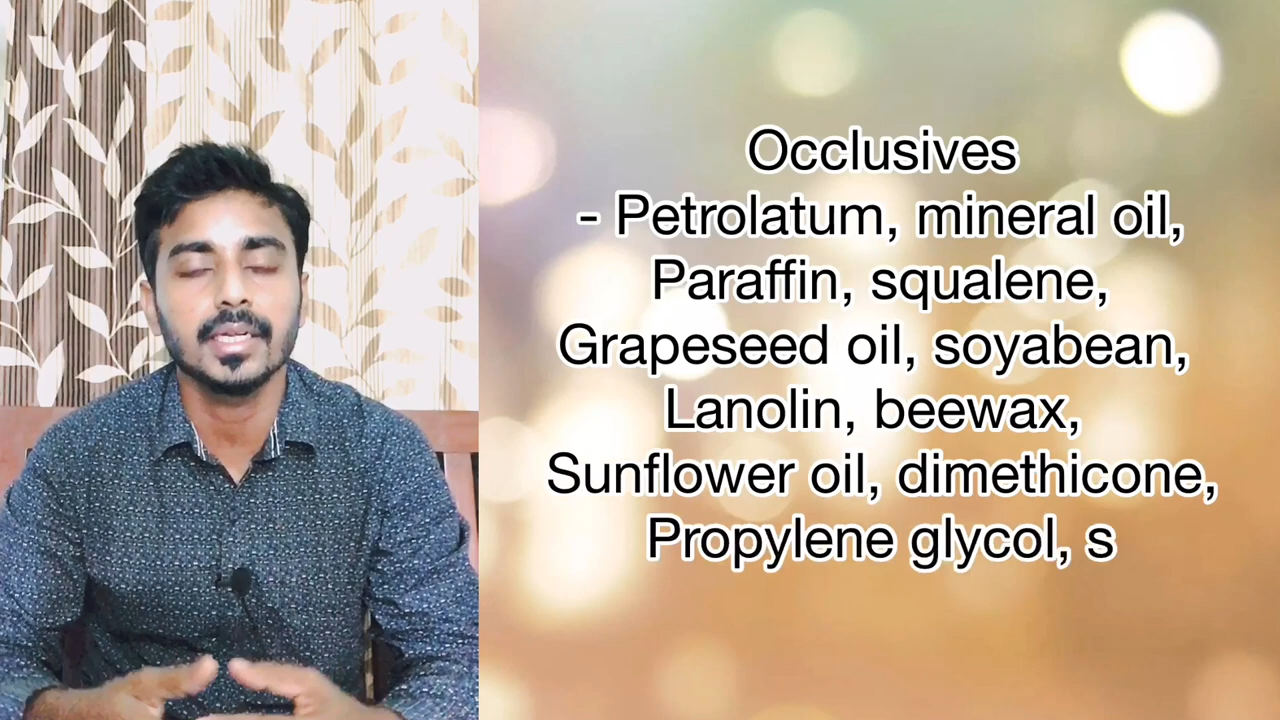 Occlusives
- Petrolatum, mineral oil,
Paraffin, squalene,
Grapeseed oil, soyabean,
Lanolin, beewax,
Sunflower oil, dimethicone,
Propylene glycol, s